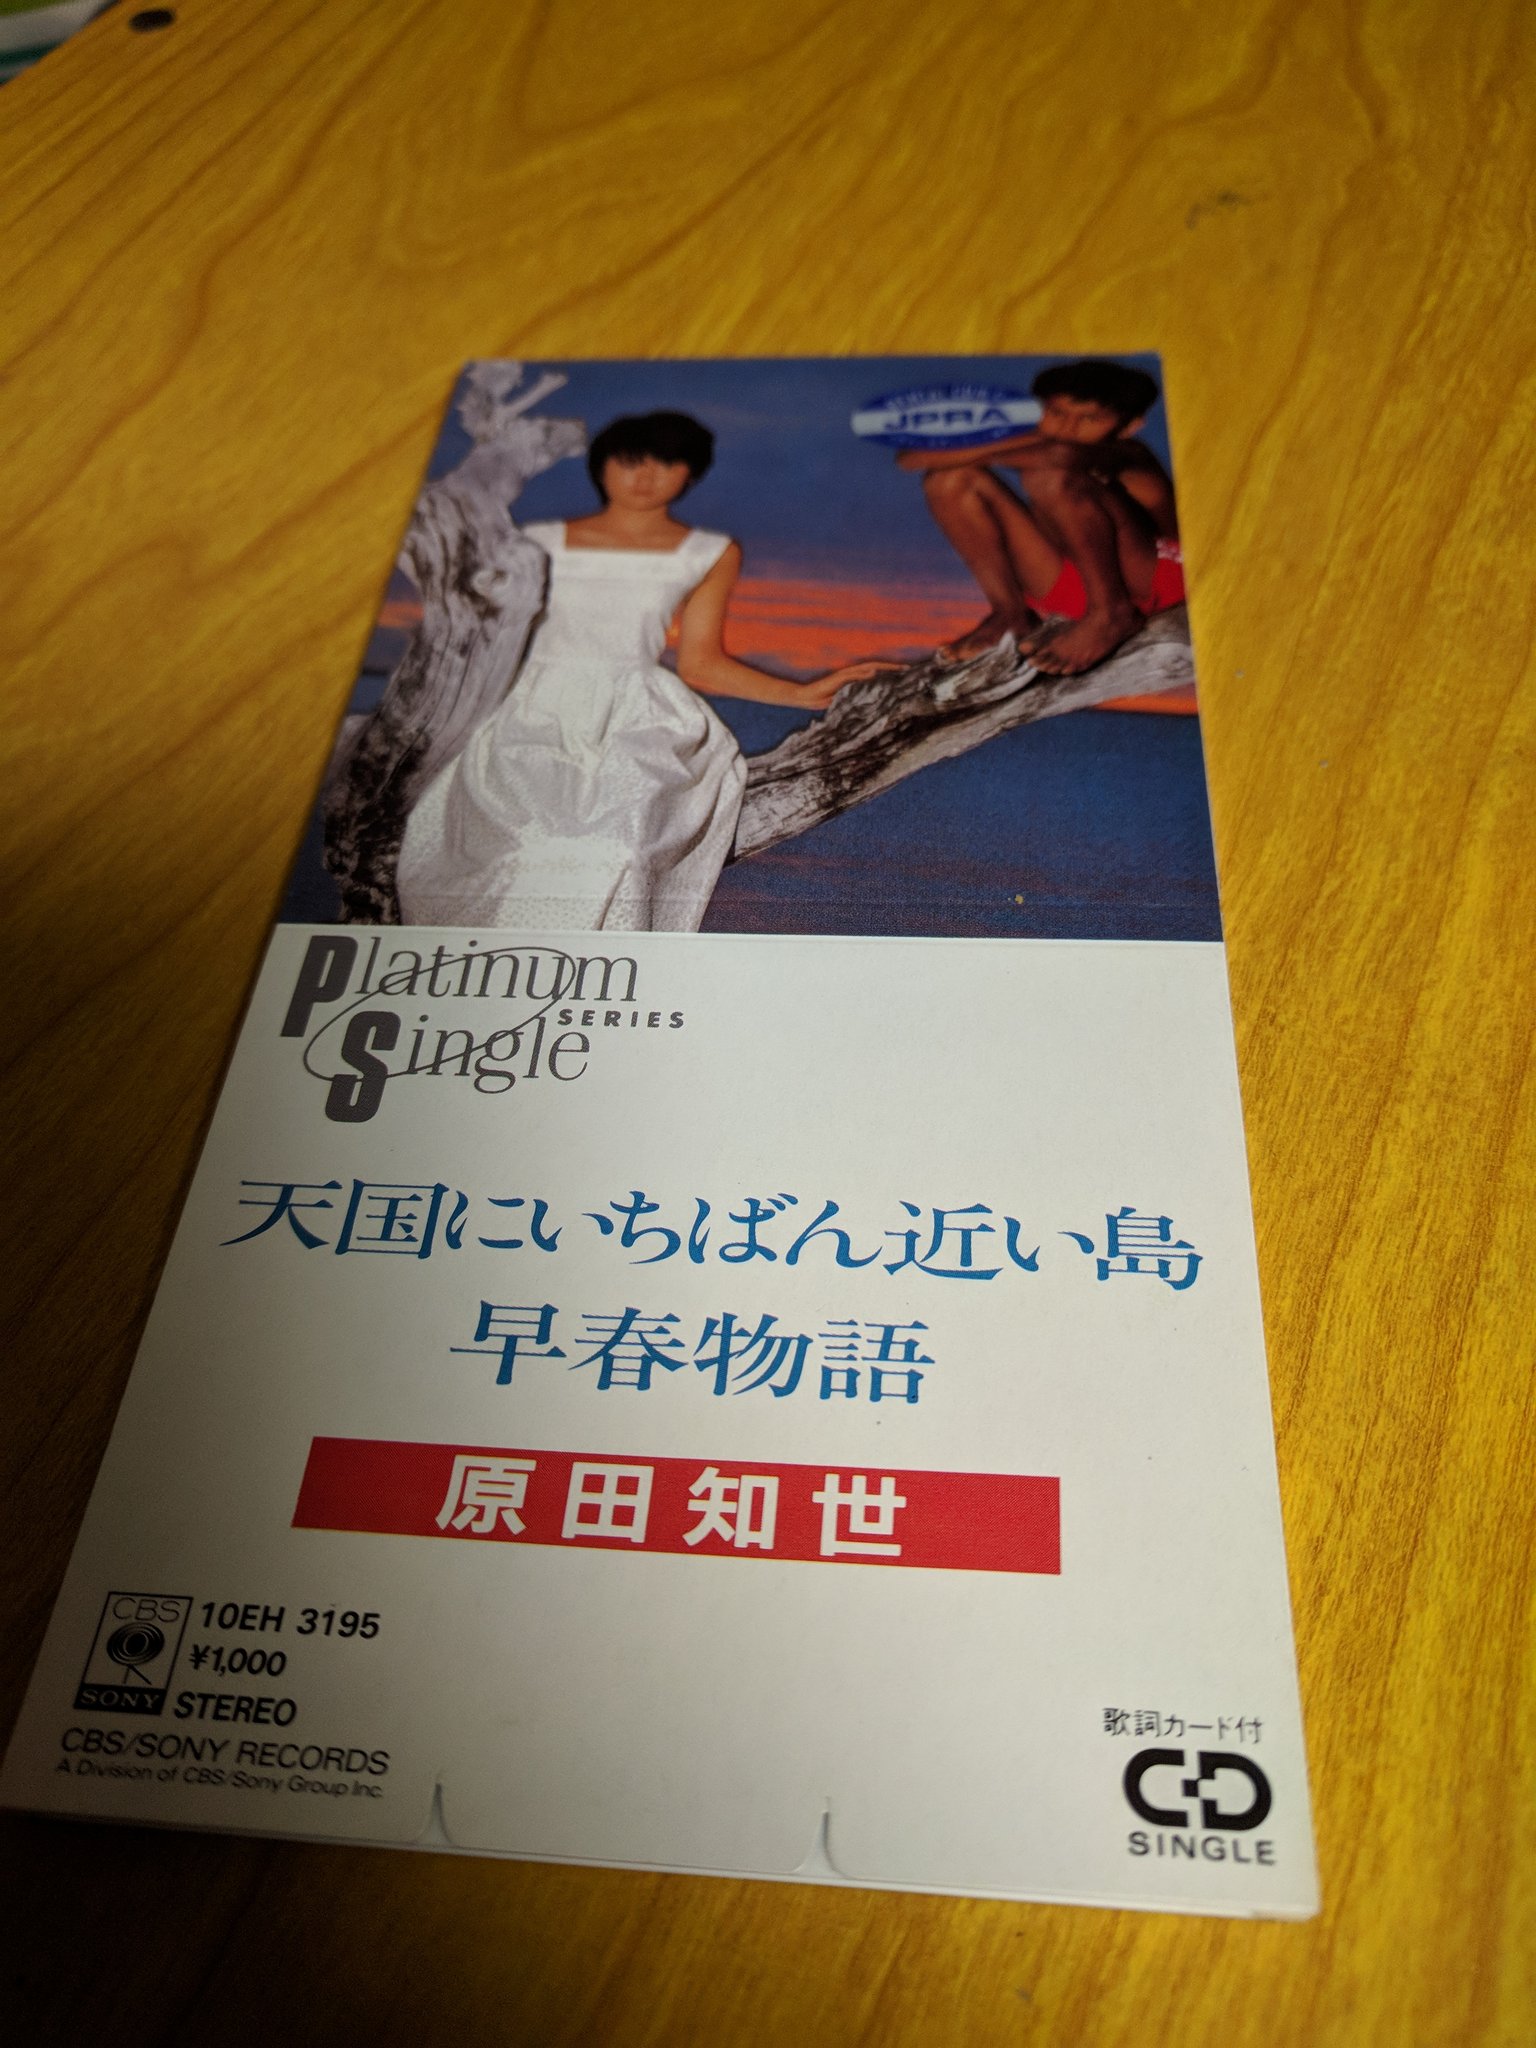 JPRA
Platinum
SERIES
Single
天国にいちばん近い島
早春物語
原田知世
CBS
SONY
10EH 3195
¥1,000
STEREO
CBS/SONY RECORDS
A Division of CBS/Sony Group Inc.
歌詞カード付
CD
SINGLE